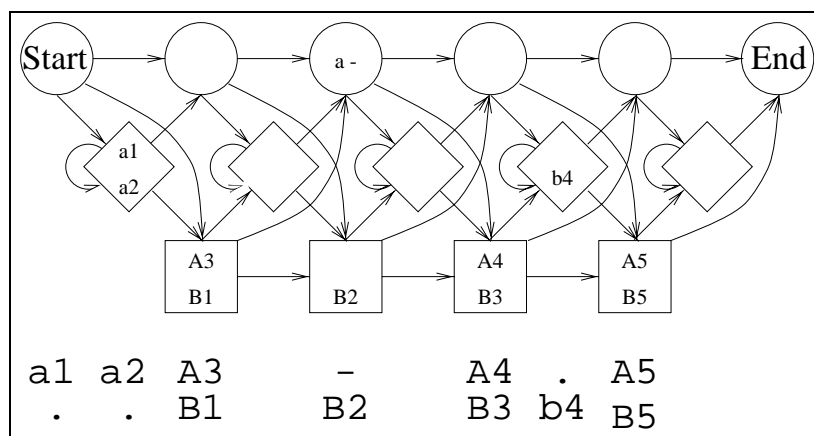 Start a - End
a1
a2 b4
A3 A4 A5
B1 B2 B3 B5
a1 a2 A3 - A4 . A5
. . B1 B2 B3 b4 B5